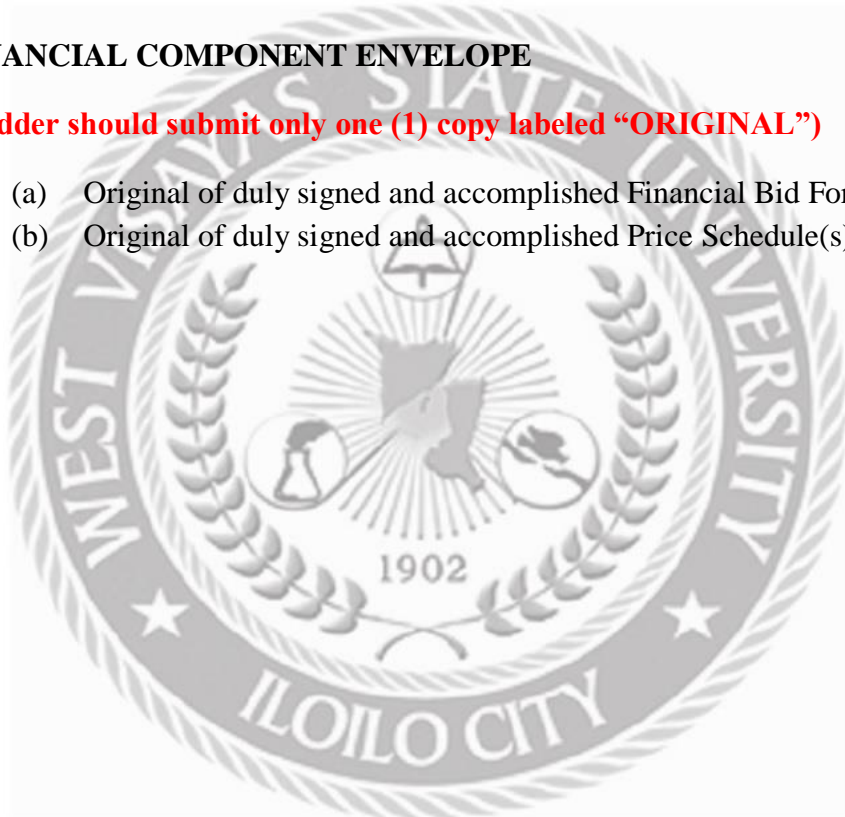 NANCIAL COMPONENT ENVELOPE
dder should submit only one (1) copy labeled “ORIGINAL”)
(a) Original of duly signed and accomplished Financial Bid For
(b) Original of duly signed and accomplished Price Schedule(s)
WEST VISAYAS STATE UNIVERSITY
1902
ILOILO CITY